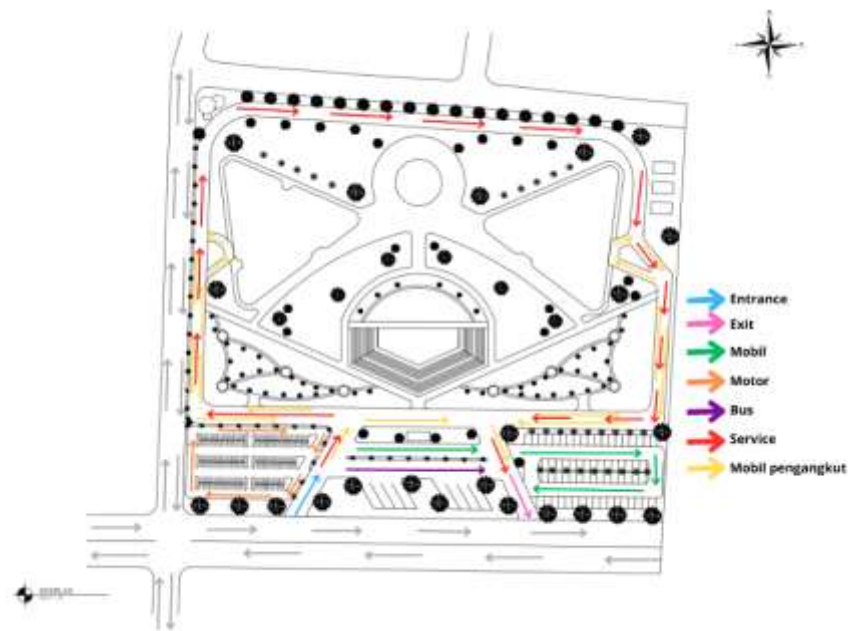 Entrance
Exit
Mobil
Motor
Bus
Service
Mobil pengangkut